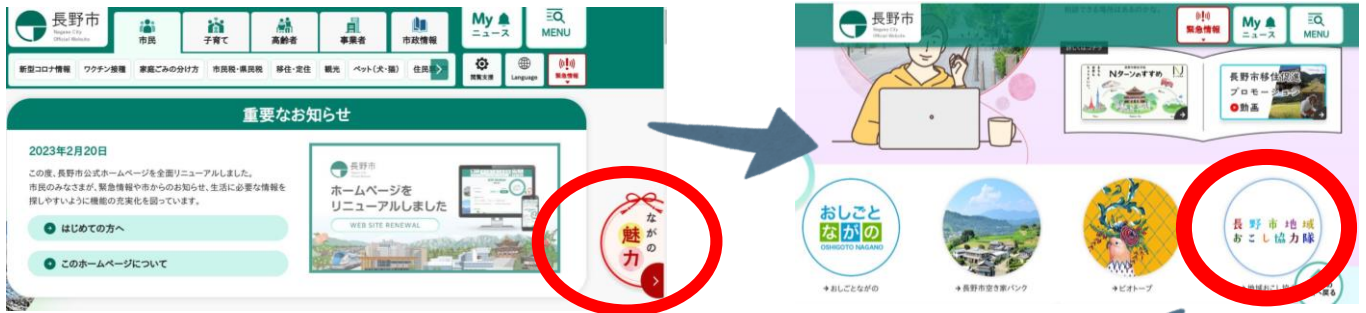 長野市
Nagano City
Official Website
市民
子育て
高齢者
事業者
市政情報
My
ニュース
MENU
新型コロナ情報
ワクチン接種
家庭ごみの分け方
市民税・県民税
移住・定住
観光
ペット(犬・猫)
閲覧支援
Language
緊急情報
重要なお知らせ
2023年2月20日
この度、長野市公式ホームページを全面リニューアルしました。
市民のみなさまが、緊急情報や市からのお知らせ、生活に必要な情報を
探しやすいように機能の充実化を図っています。
はじめての方へ
このホームページについて
長野市
ホームページを
リニューアルしました
WEB SITE RENEWAL
ながの
魅力
長野市
Nagano City
Official Website
緊急情報
My
ニュース
MENU
Nターンのすすめ
長野市移住促進
プロモーション
動画
おしごと
ながの
OSHIGOTO NAGANO
長野市地域
おこし協力隊
→おしごとながの
→長野市空き家バンク
→ビオトープ